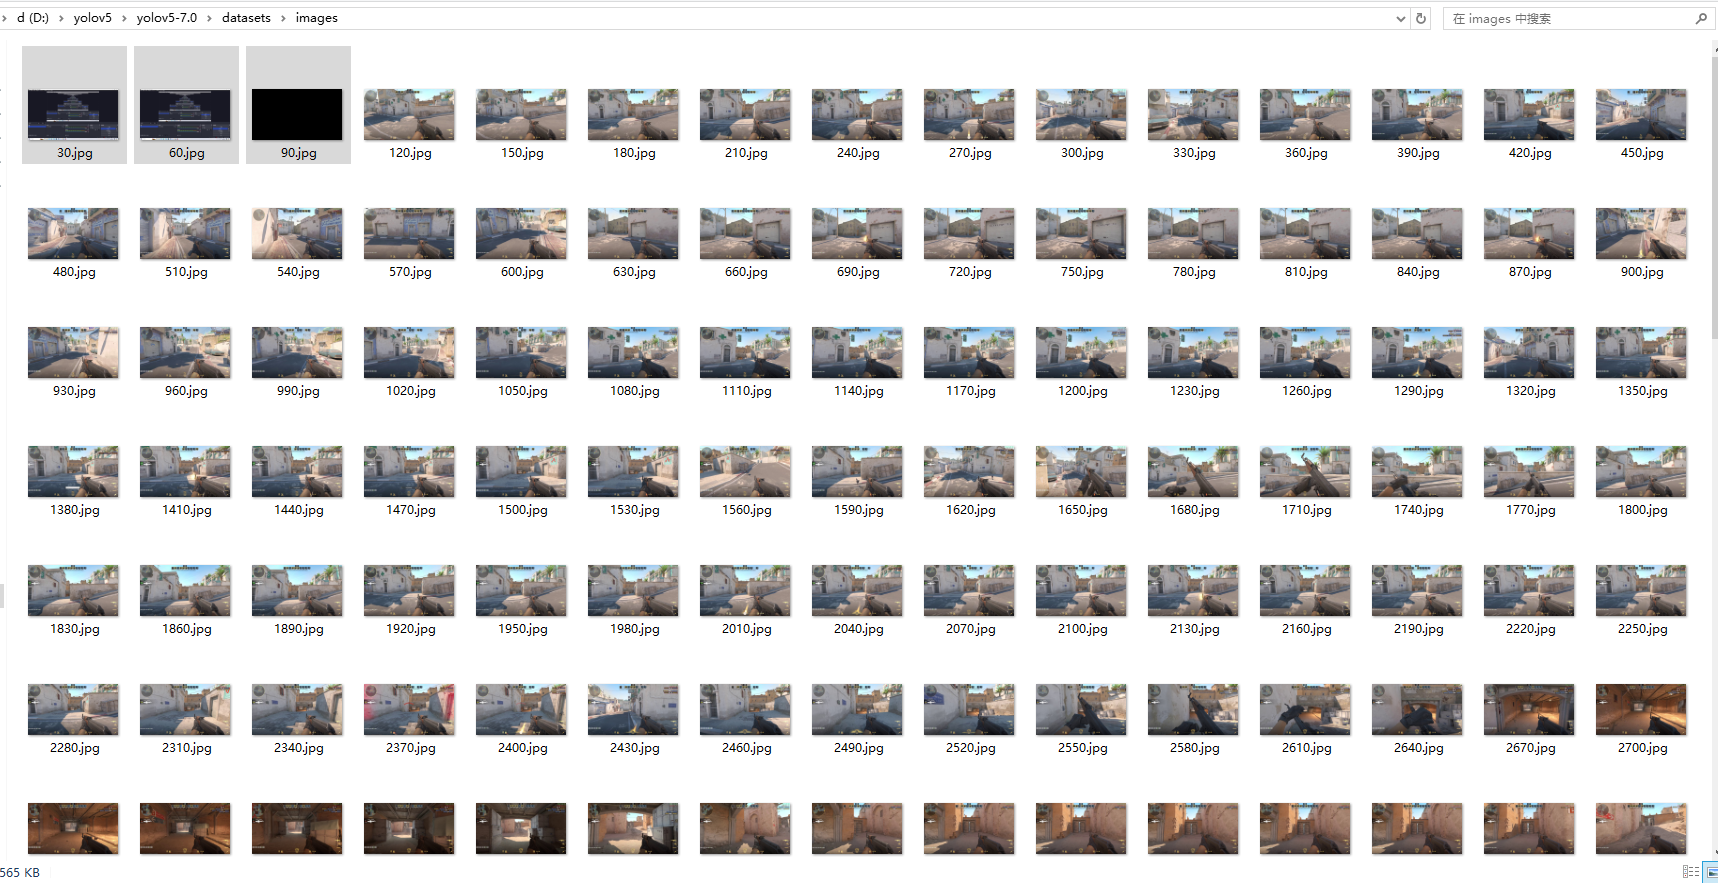 d (D:) › yolov5 › yolov5-7.0 › datasets › images
在 images 中搜索
30.jpg 60.jpg 90.jpg 120.jpg 150.jpg 180.jpg 210.jpg 240.jpg 270.jpg 300.jpg 330.jpg 360.jpg 390.jpg 420.jpg 450.jpg
480.jpg 510.jpg 540.jpg 570.jpg 600.jpg 630.jpg 660.jpg 690.jpg 720.jpg 750.jpg 780.jpg 810.jpg 840.jpg 870.jpg 900.jpg
930.jpg 960.jpg 990.jpg 1020.jpg 1050.jpg 1080.jpg 1110.jpg 1140.jpg 1170.jpg 1200.jpg 1230.jpg 1260.jpg 1290.jpg 1320.jpg 1350.jpg
1380.jpg 1410.jpg 1440.jpg 1470.jpg 1500.jpg 1530.jpg 1560.jpg 1590.jpg 1620.jpg 1650.jpg 1680.jpg 1710.jpg 1740.jpg 1770.jpg 1800.jpg
1830.jpg 1860.jpg 1890.jpg 1920.jpg 1950.jpg 1980.jpg 2010.jpg 2040.jpg 2070.jpg 2100.jpg 2130.jpg 2160.jpg 2190.jpg 2220.jpg 2250.jpg
2280.jpg 2310.jpg 2340.jpg 2370.jpg 2400.jpg 2430.jpg 2460.jpg 2490.jpg 2520.jpg 2550.jpg 2580.jpg 2610.jpg 2640.jpg 2670.jpg 2700.jpg
565 KB